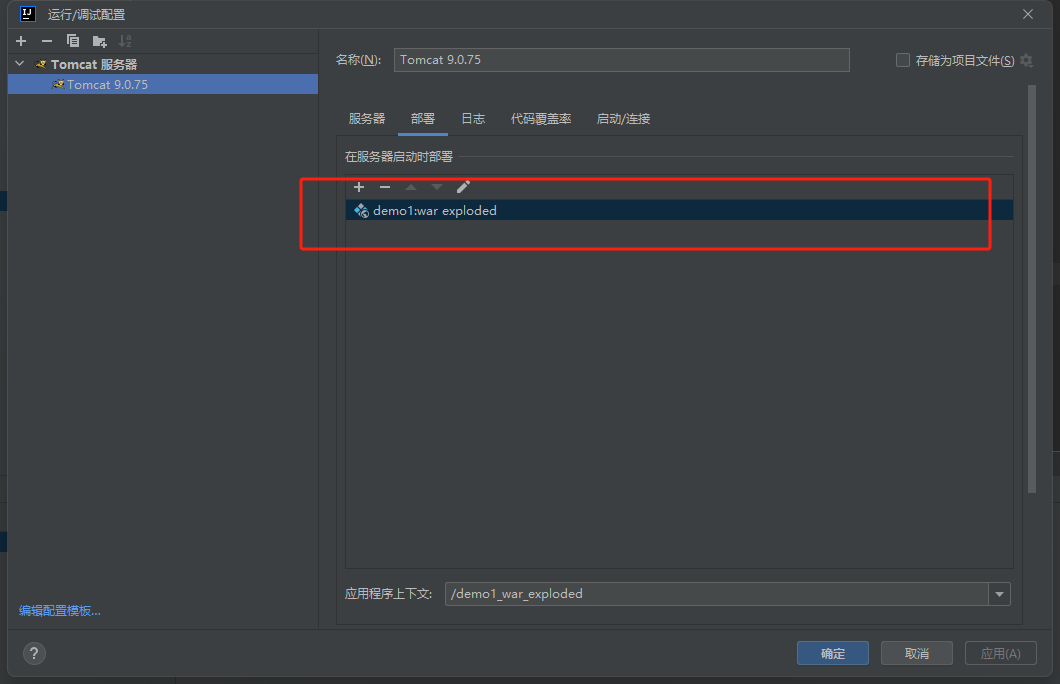 运行/调试配置
Tomcat 服务器
Tomcat 9.0.75
名称(N):
Tomcat 9.0.75
存储为项目文件(S)
服务器 部署 日志 代码覆盖率 启动/连接
在服务器启动时部署
demo1:war exploded
应用程序上下文:
/demo1_war_exploded
编辑配置模板...
?
确定 取消 应用(A)